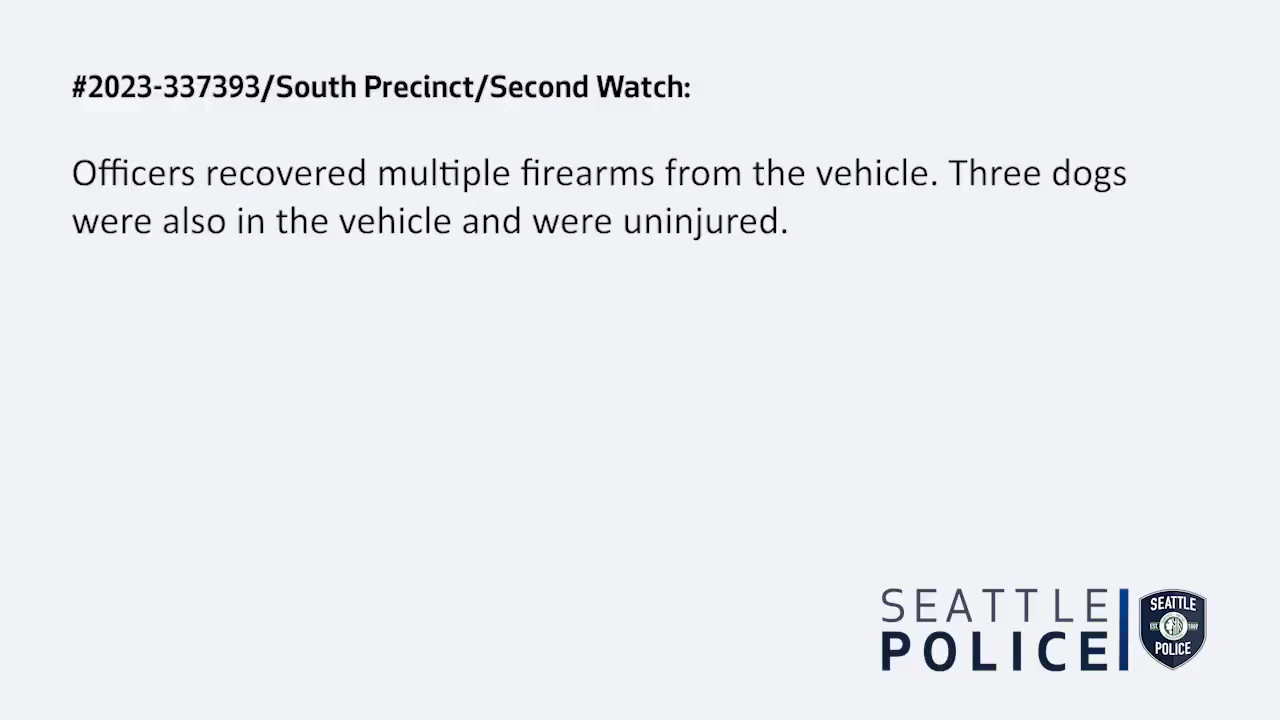 #2023-337393/South Precinct/Second Watch:
Officers recovered multiple firearms from the vehicle. Three dogs
were also in the vehicle and were uninjured.
SEATTLE
POLICE
SEATTLE
POLICE